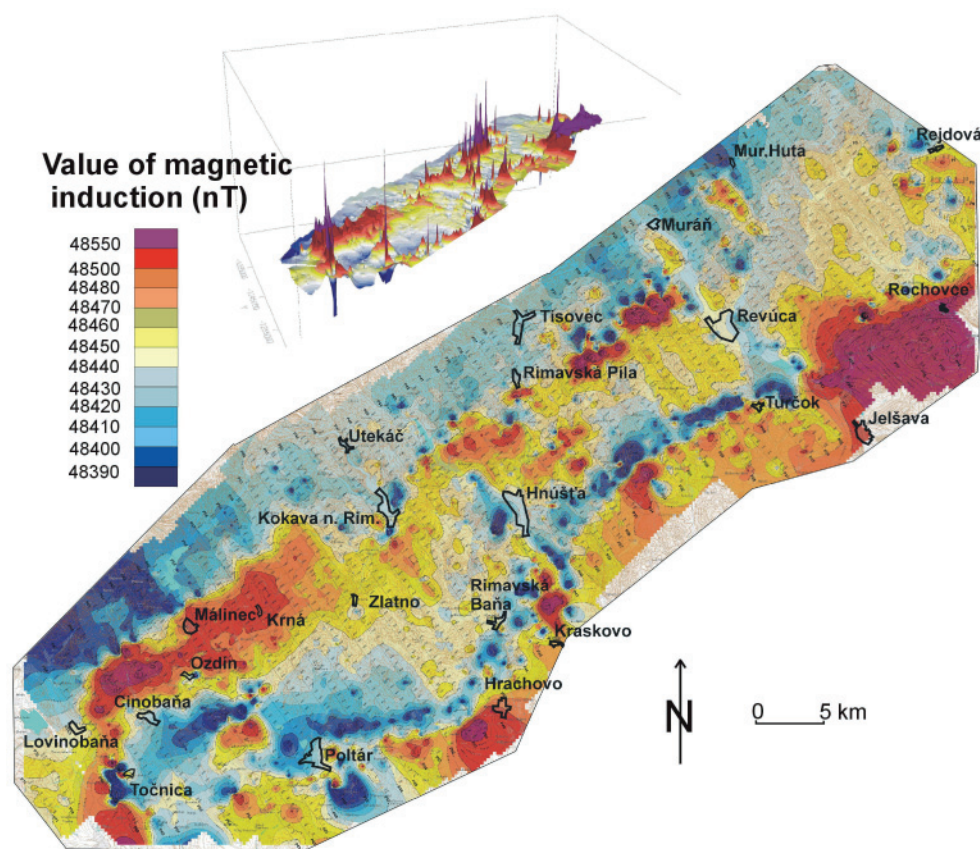 Value of magnetic
induction (nT)
48550
48500
48480
48470
48460
48450
48440
48430
48420
48410
48400
48390
Rejdová
Mur.Huta
Muráň
Rochovce
Tisovec
Revúca
Rimavská Pila
Turčok
Jelšava
Utekáč
Hnúšťa
Kokava n. Rim.
Rimavská
Baňa
Zlatno
Málinec
Krná
Kraskovo
Ozdín
Hrachovo
Cinobaňa
Lovinobaňa
Poltár
Točnica
N
0 5 km